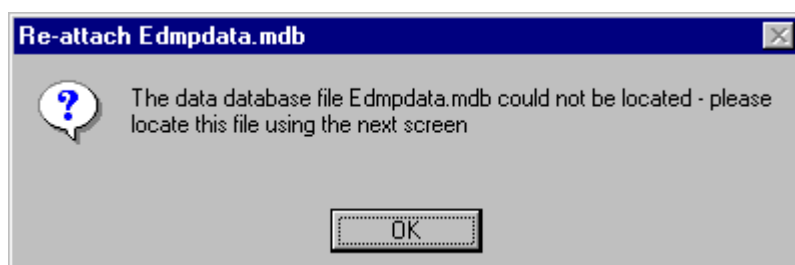 Re-attach Edmpdata.mdb
The data database file Edmpdata.mdb could not be located - please
locate this file using the next screen
OK